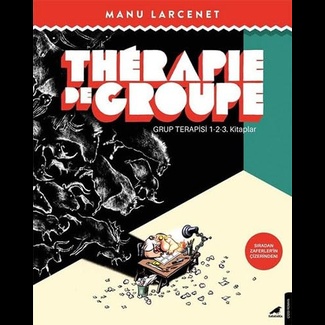 MANU LARCENET
THÉRAPIE
DE GROUPE
GRUP TERAPİSİ 1-2-3. Kitaplar
SIRADAN
ZAFERLER'İN
ÇİZERİNDEN!